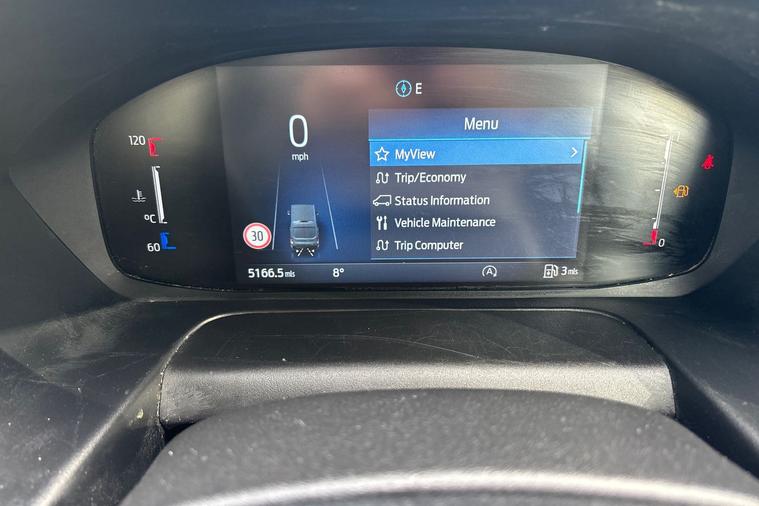 E
120
0
mph
Menu
MyView
Trip/Economy
°C
Status Information
30
Vehicle Maintenance
60
Trip Computer
0
5166.5 mls
8°
A
3 mls